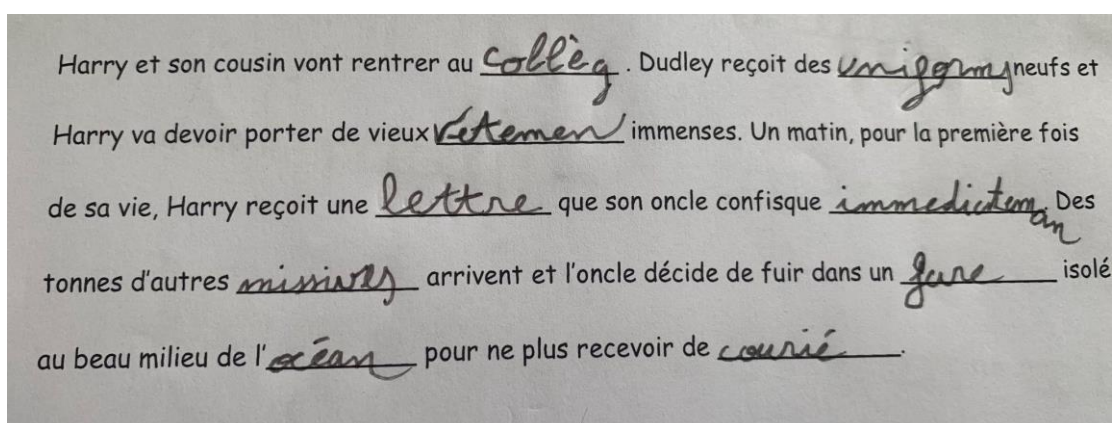 Harry et son cousin vont rentrer au collèg. Dudley reçoit des uniformes neufs et
Harry va devoir porter de vieux vêtemen immenses. Un matin, pour la première fois
de sa vie, Harry reçoit une lettre que son oncle confisque immediateman. Des
tonnes d'autres missives arrivent et l'oncle décide de fuir dans un fare isolé
au beau milieu de l'océan pour ne plus recevoir de courié.